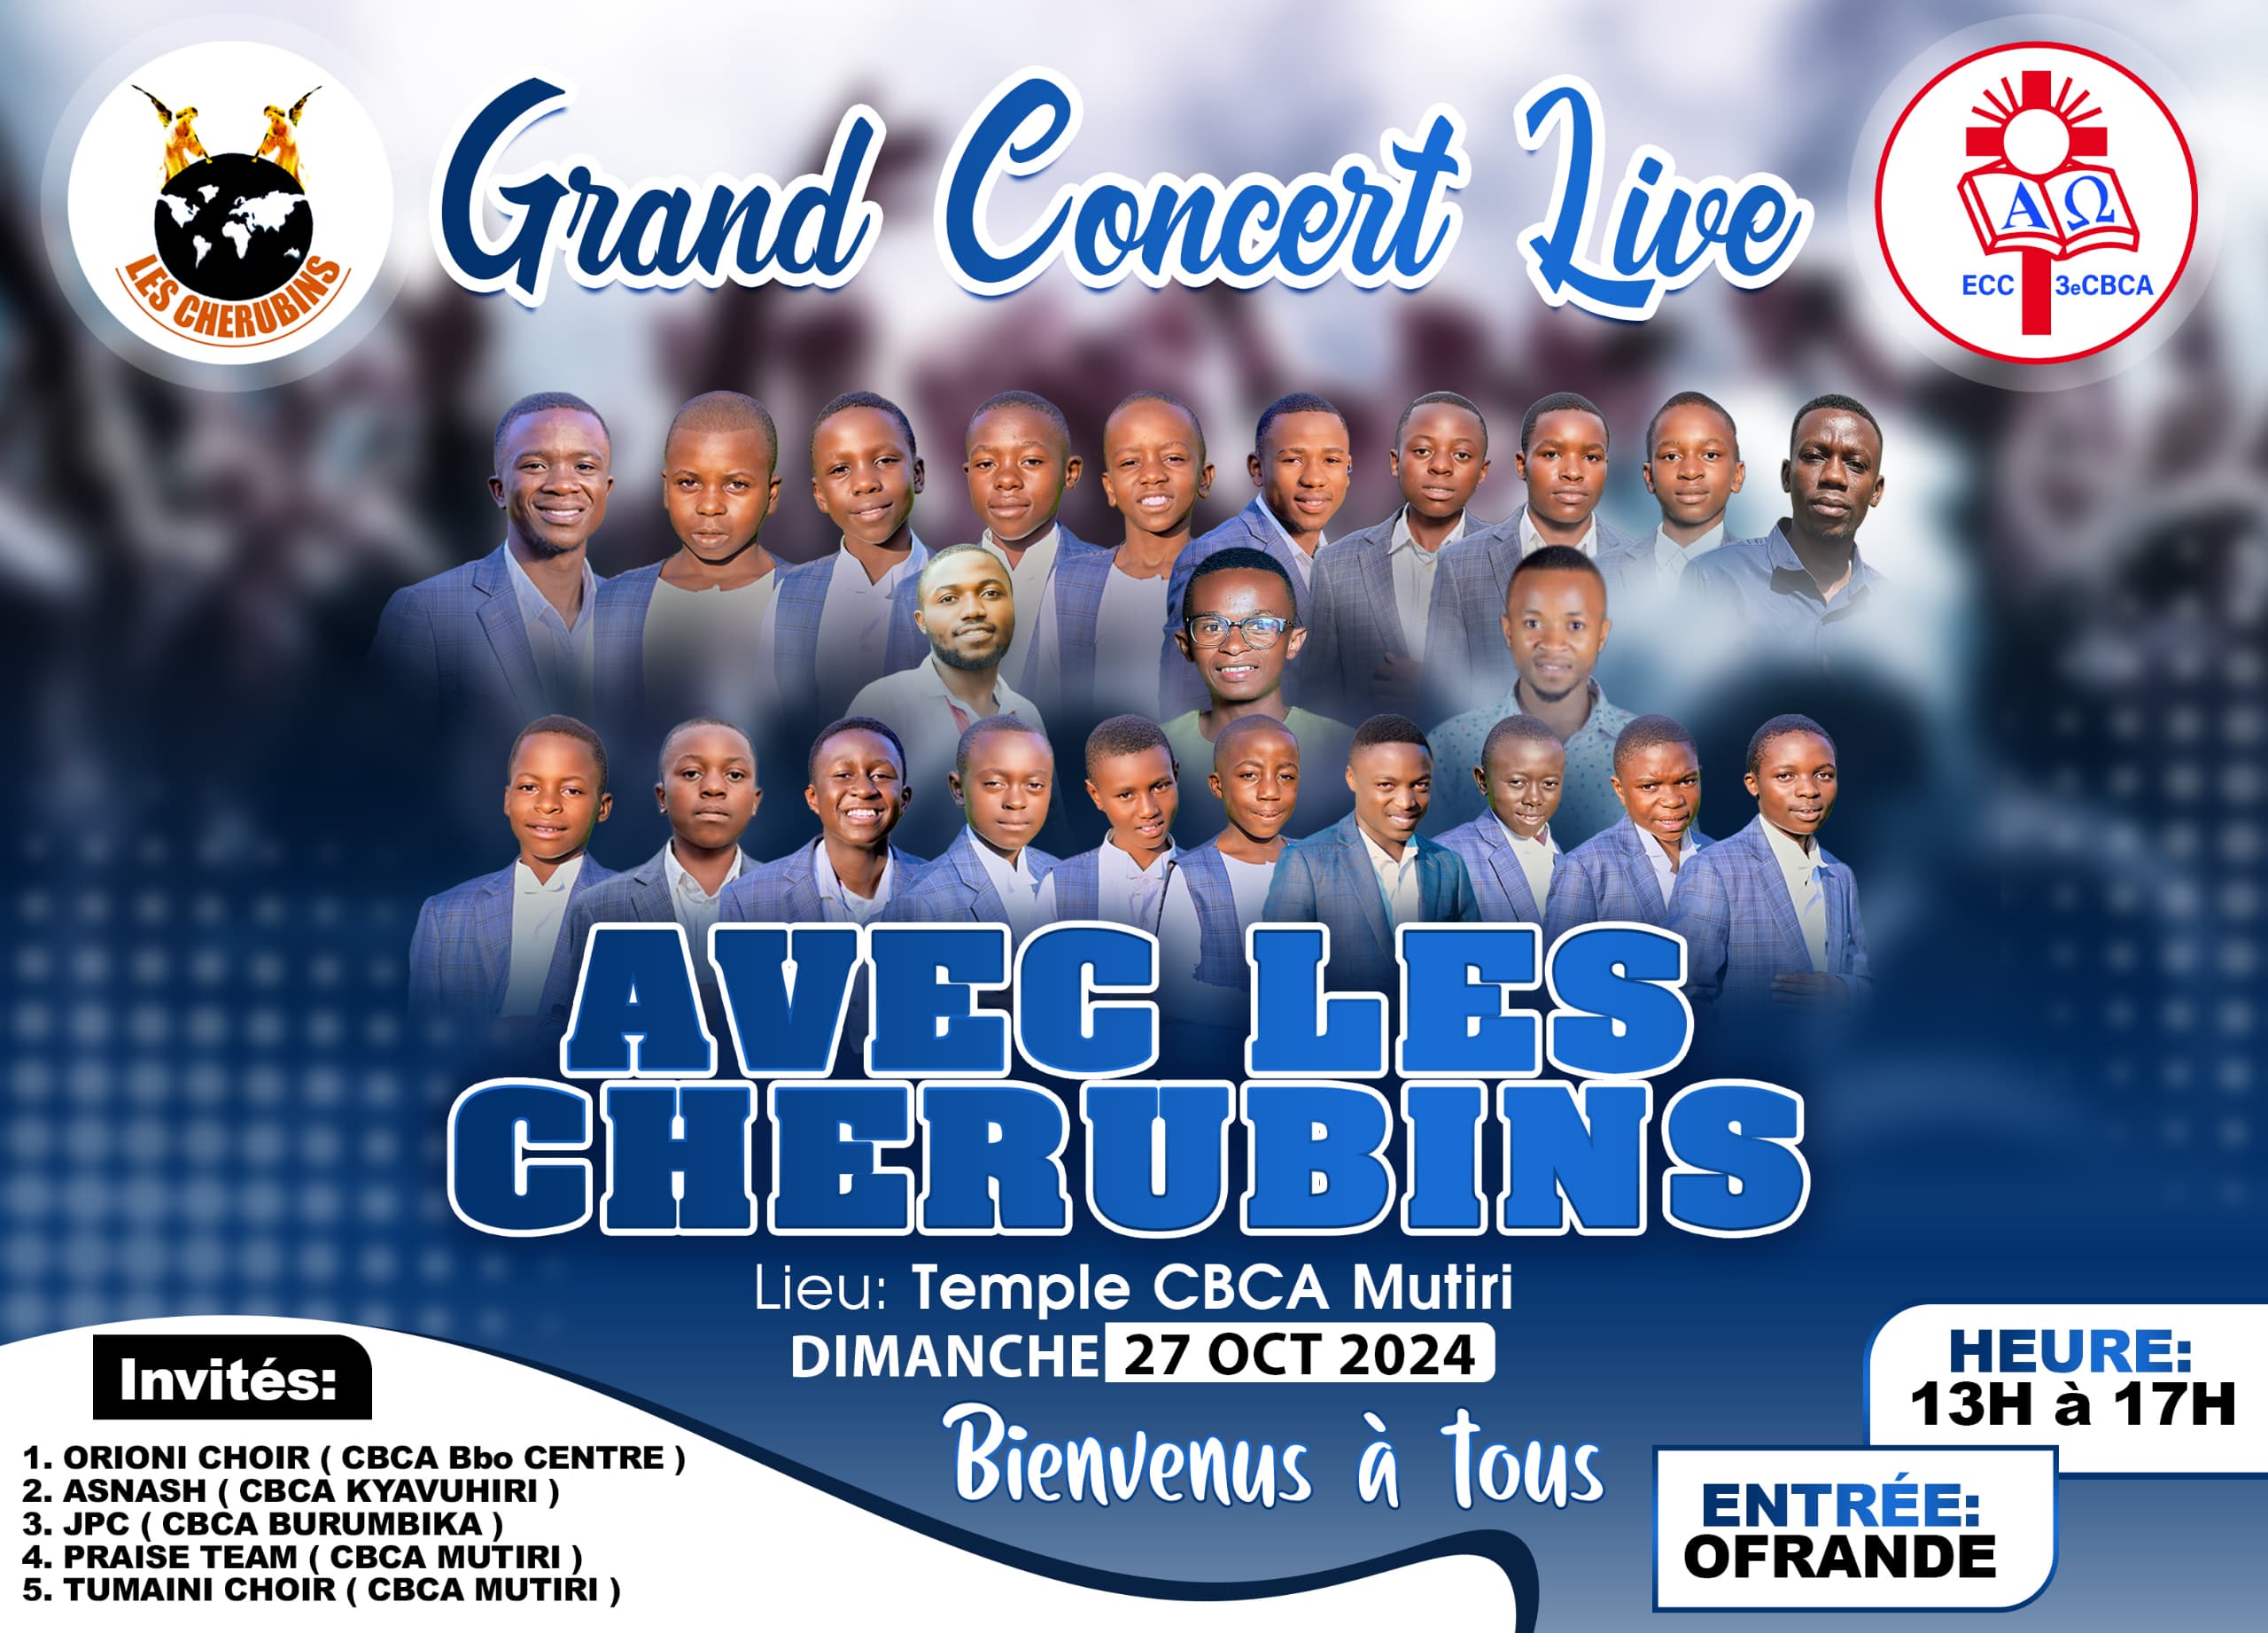 LES CHERUBINS
Grand Concert Live
Α Ω
ECC 3eCBCA
AVEC LES
CHERUBINS
Lieu: Temple CBCA Mutiri
DIMANCHE 27 OCT 2024
Bienvenus à tous
Invités:
1. ORIONI CHOIR ( CBCA Bbo CENTRE )
2. ASNASH ( CBCA KYAVUHIRI )
3. JPC ( CBCA BURUMBIKA )
4. PRAISE TEAM ( CBCA MUTIRI )
5. TUMAINI CHOIR ( CBCA MUTIRI )
HEURE:
13H à 17H
ENTRÉE:
OFRANDE